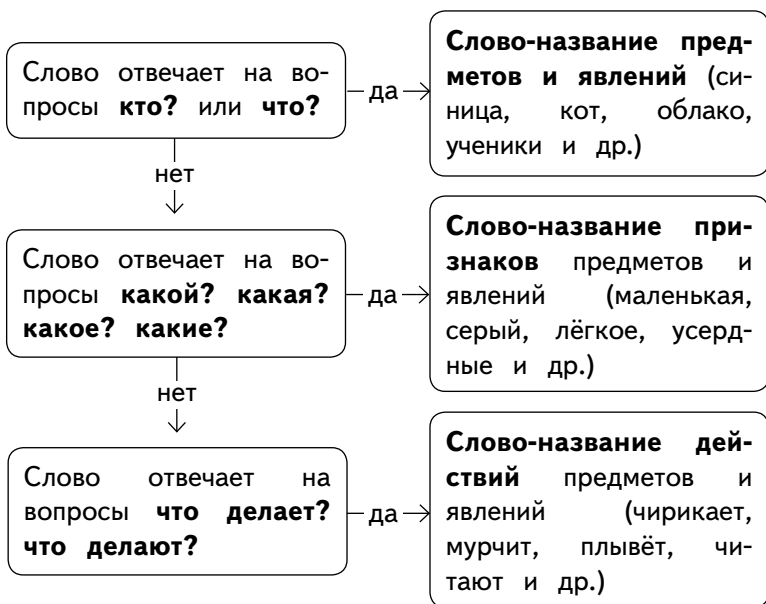 Слово отвечает на во-
просы кто? или что?
да
Слово-название пред-
метов и явлений (си-
ница, кот, облако,
ученики и др.)
нет
Слово отвечает на во-
просы какой? какая?
какое? какие?
да
Слово-название при-
знаков предметов и
явлений (маленькая,
серый, лёгкое, усерд-
ные и др.)
нет
Слово отвечает на
вопросы что делает?
что делают?
да
Слово-название дей-
ствий предметов и
явлений (чирикает,
мурчит, плывёт, чи-
тают и др.)